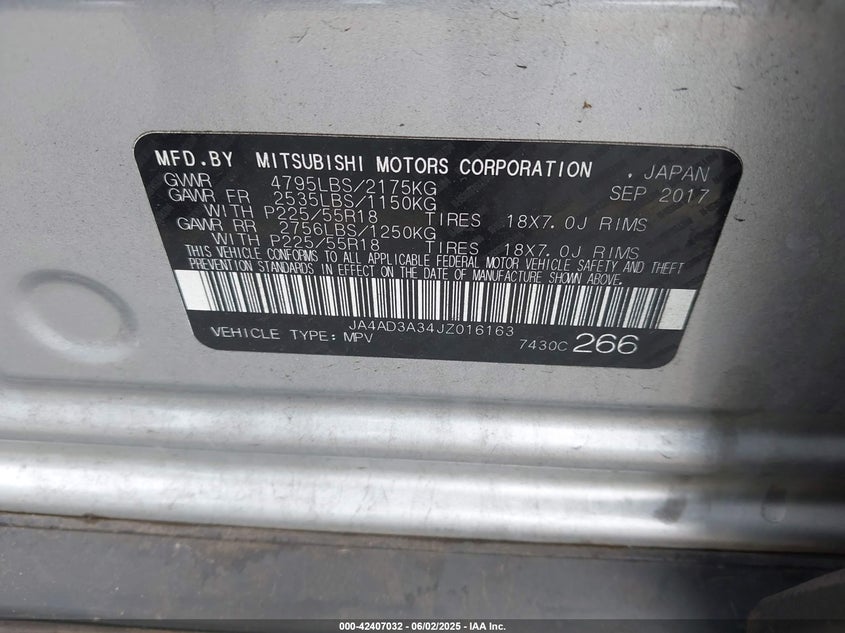 MFD.BY MITSUBISHI MOTORS CORPORATION . JAPAN
GVWR 4795LBS/2175KG SEP 2017
GAWR FR 2535LBS/1150KG
WITH P225/55R18 TIRES 18X7.0J RIMS
GAWR RR 2756LBS/1250KG
WITH P225/55R18 TIRES 18X7.0J RIMS
THIS VEHICLE CONFORMS TO ALL APPLICABLE FEDERAL MOTOR VEHICLE SAFETY AND THEFT
PREVENTION STANDARDS IN EFFECT ON THE DATE OF MANUFACTURE SHOWN ABOVE.
JA4AD3A34JZ016163
VEHICLE TYPE: MPV 7430C 266
000-42407032 - 06/02/2025 - IAA Inc.